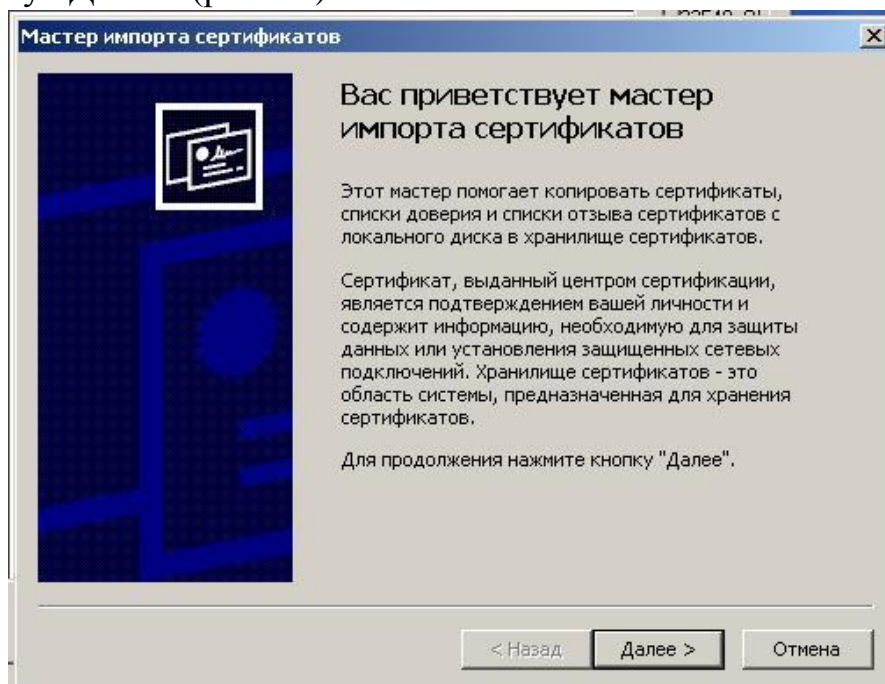 Мастер импорта сертификатов
Вас приветствует мастер
импорта сертификатов
Этот мастер помогает копировать сертификаты,
списки доверия и списки отзыва сертификатов с
локального диска в хранилище сертификатов.
Сертификат, выданный центром сертификации,
является подтверждением вашей личности и
содержит информацию, необходимую для защиты
данных или установления защищенных сетевых
подключений. Хранилище сертификатов - это
область системы, предназначенная для хранения
сертификатов.
Для продолжения нажмите кнопку "Далее".
< Назад Далее > Отмена